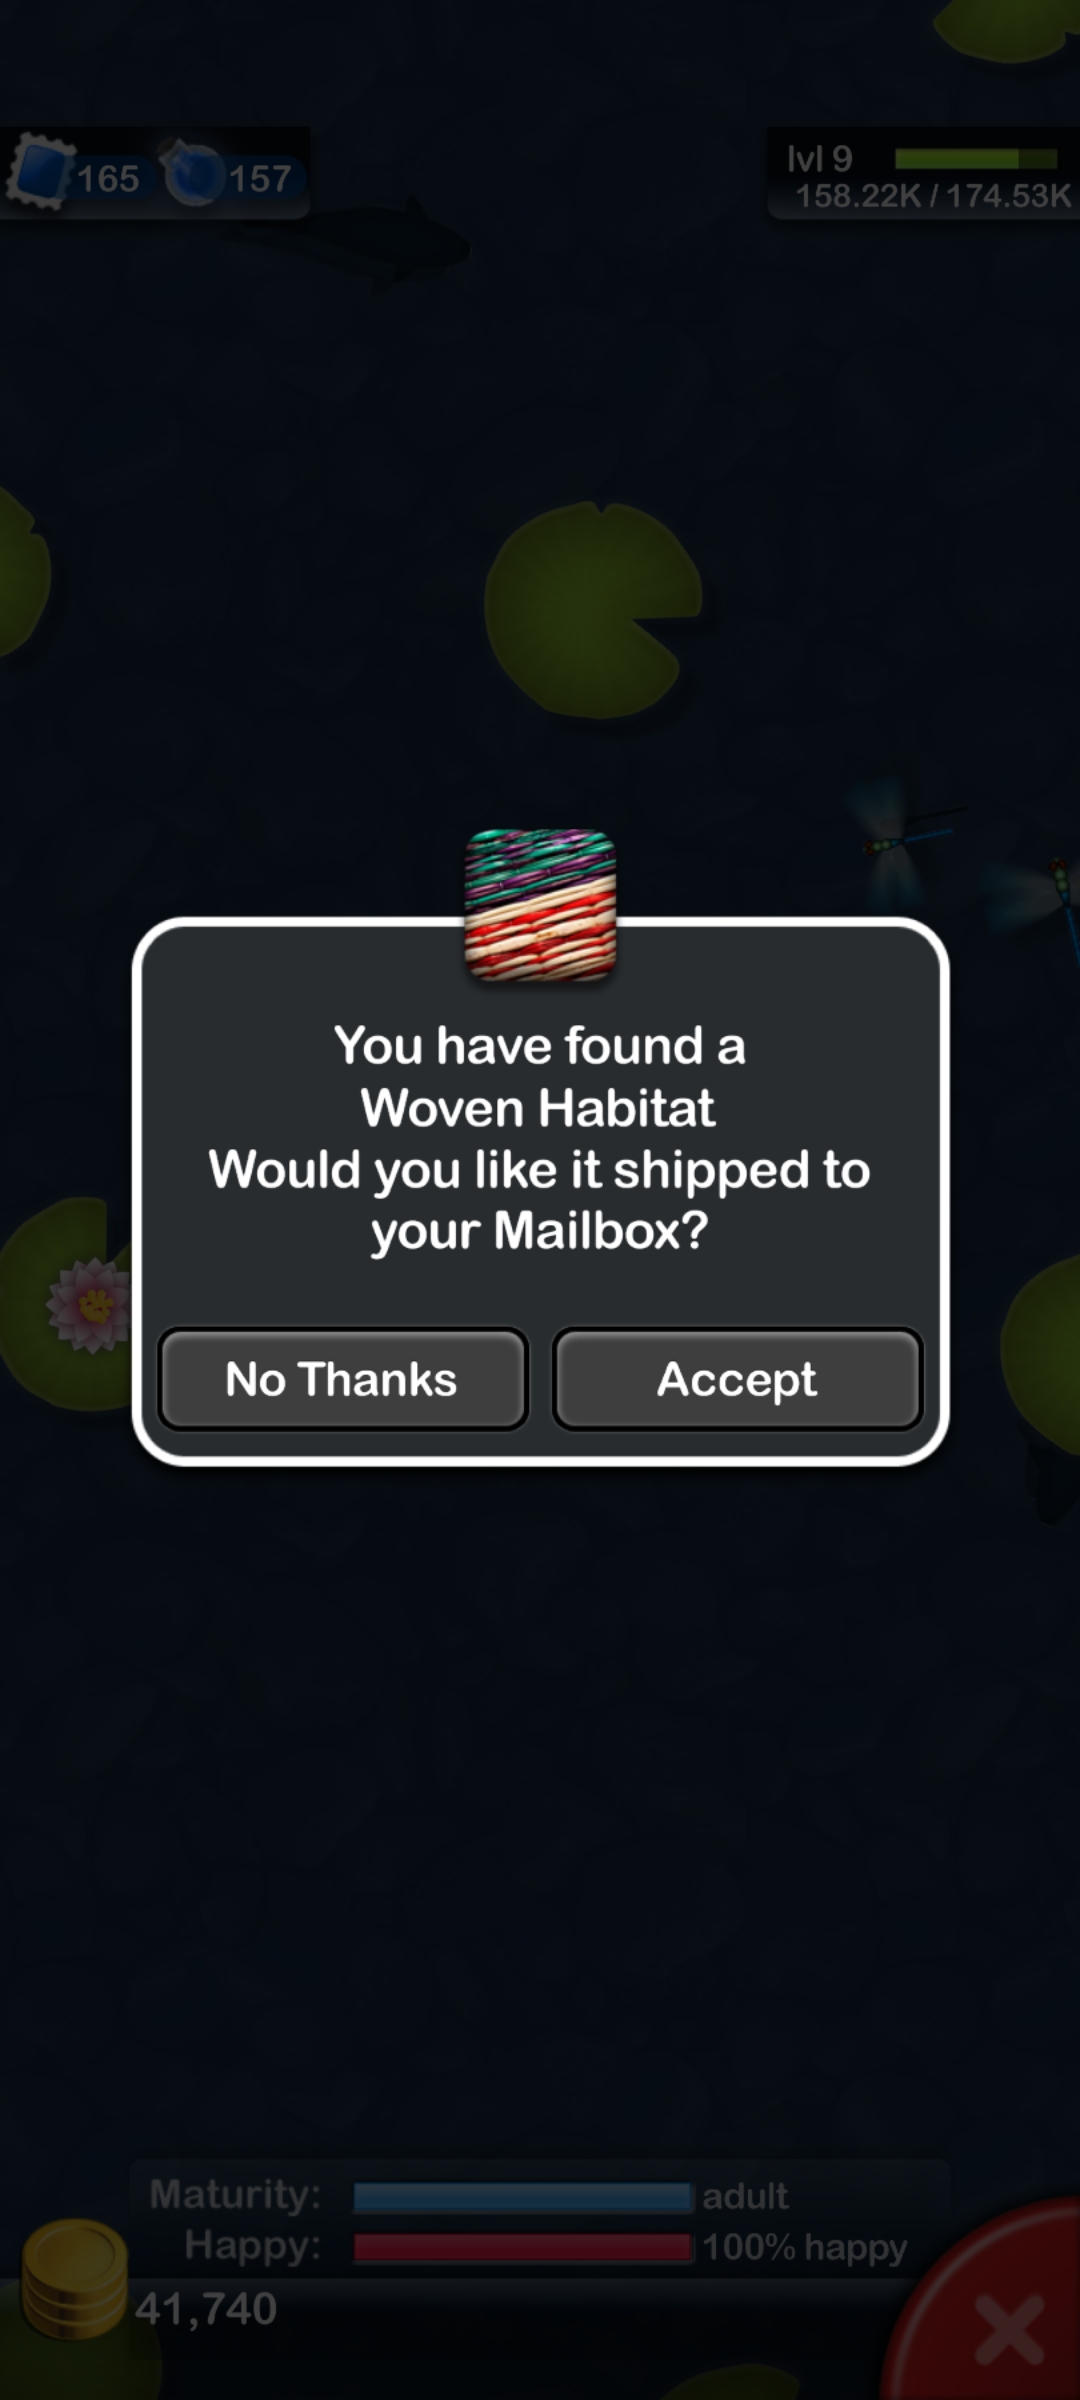 165
157
lvl 9
158.22K / 174.53K
You have found a
Woven Habitat
Would you like it shipped to
your Mailbox?
No Thanks
Accept
Maturity:
adult
Happy:
100% happy
41,740